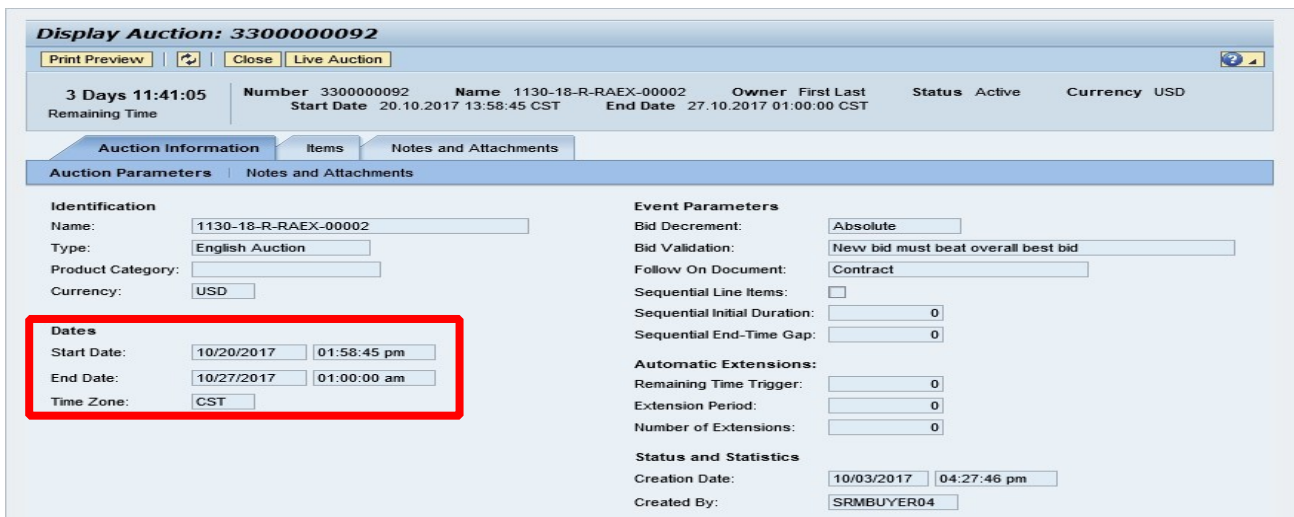 Display Auction: 3300000092
Print Preview Close Live Auction
3 Days 11:41:05
Remaining Time
Number 3300000092 Name 1130-18-R-RAEX-00002 Owner First Last Status Active Currency USD
Start Date 20.10.2017 13:58:45 CST End Date 27.10.2017 01:00:00 CST
Auction Information Items Notes and Attachments
Auction Parameters Notes and Attachments
Identification
Name: 1130-18-R-RAEX-00002
Type: English Auction
Product Category:
Currency: USD
Dates
Start Date: 10/20/2017 01:58:45 pm
End Date: 10/27/2017 01:00:00 am
Time Zone: CST
Event Parameters
Bid Decrement: Absolute
Bid Validation: New bid must beat overall best bid
Follow On Document: Contract
Sequential Line Items:
Sequential Initial Duration: 0
Sequential End-Time Gap: 0
Automatic Extensions:
Remaining Time Trigger: 0
Extension Period: 0
Number of Extensions: 0
Status and Statistics
Creation Date: 10/03/2017 04:27:46 pm
Created By: SRMBUYER04